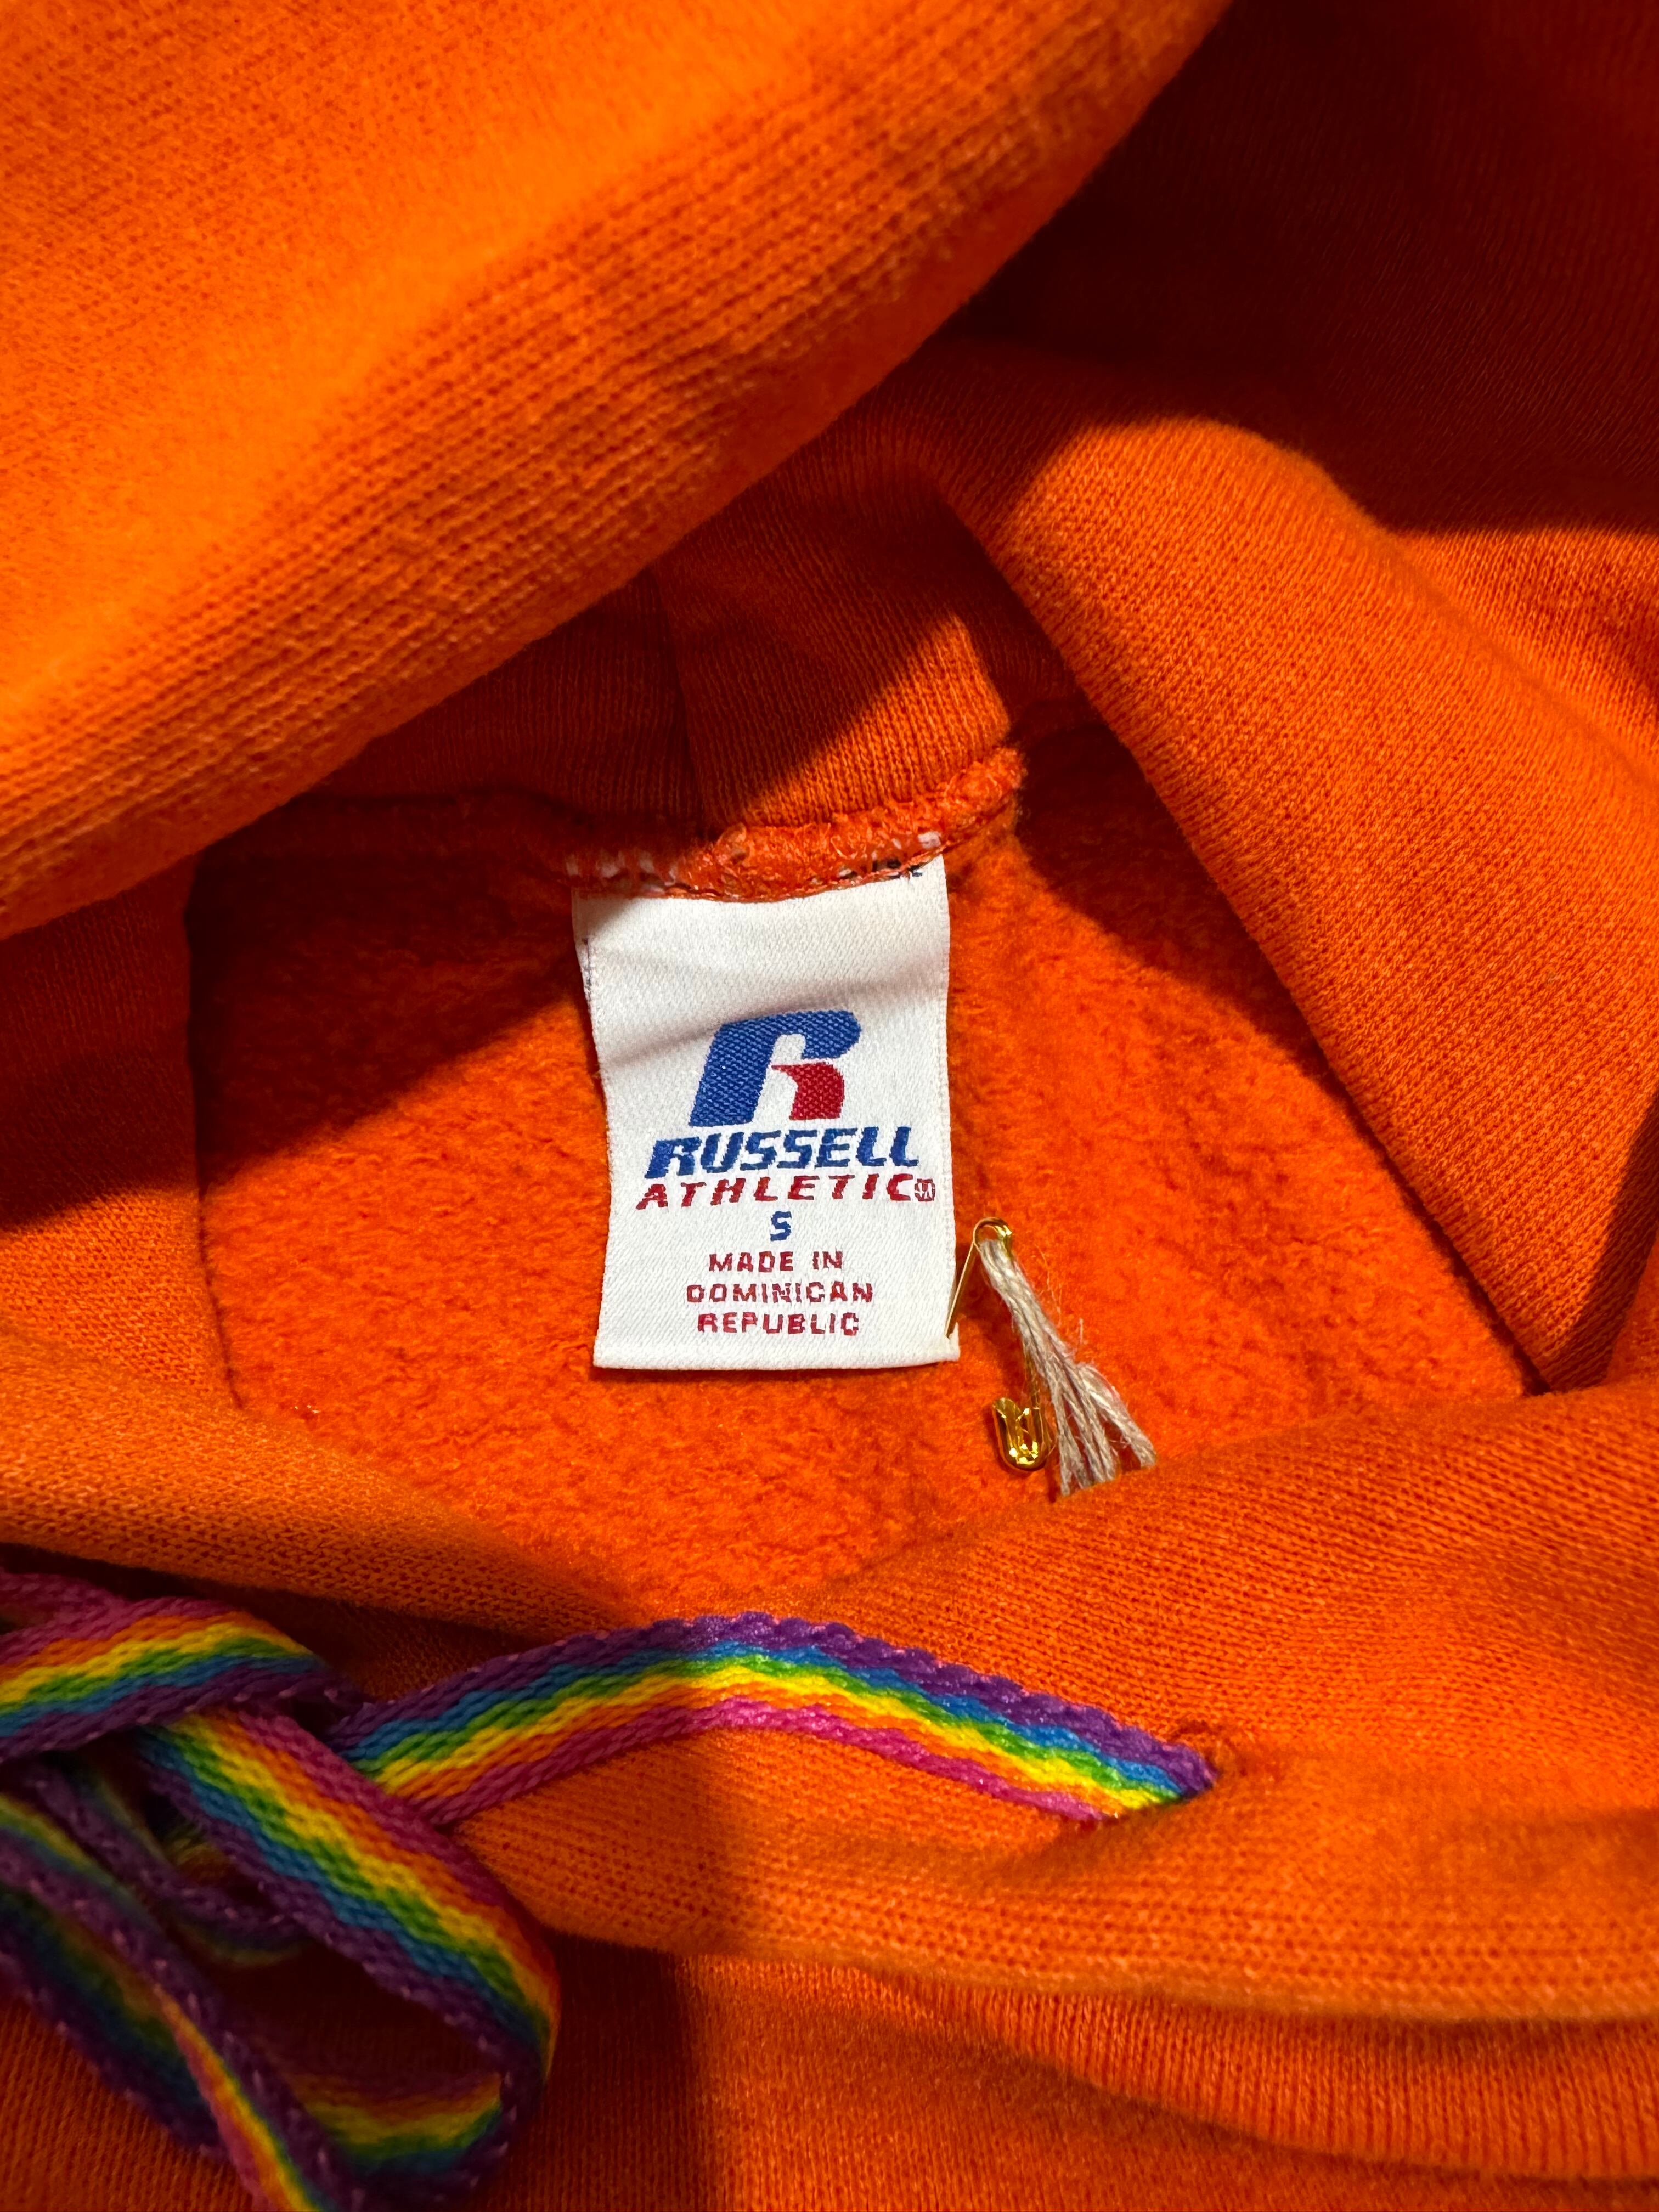 R
RUSSELL
ATHLETIC®
S
MADE IN
DOMINICAN
REPUBLIC